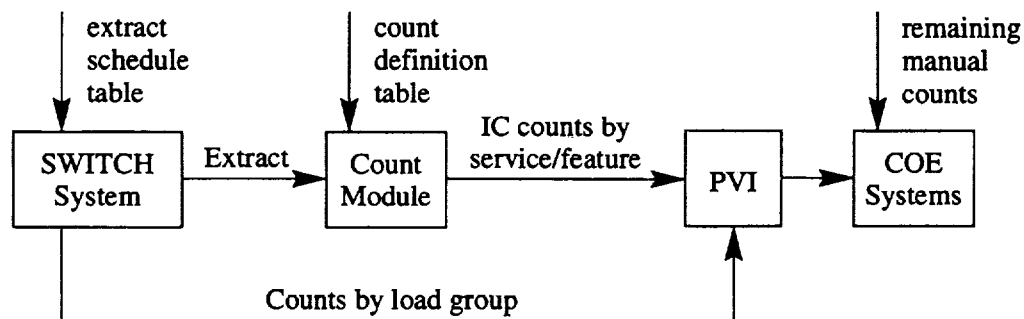 extract
schedule
table
count
definition
table
remaining
manual
counts
SWITCH
System
Extract
Count
Module
IC counts by
service/feature
PVI
COE
Systems
Counts by load group